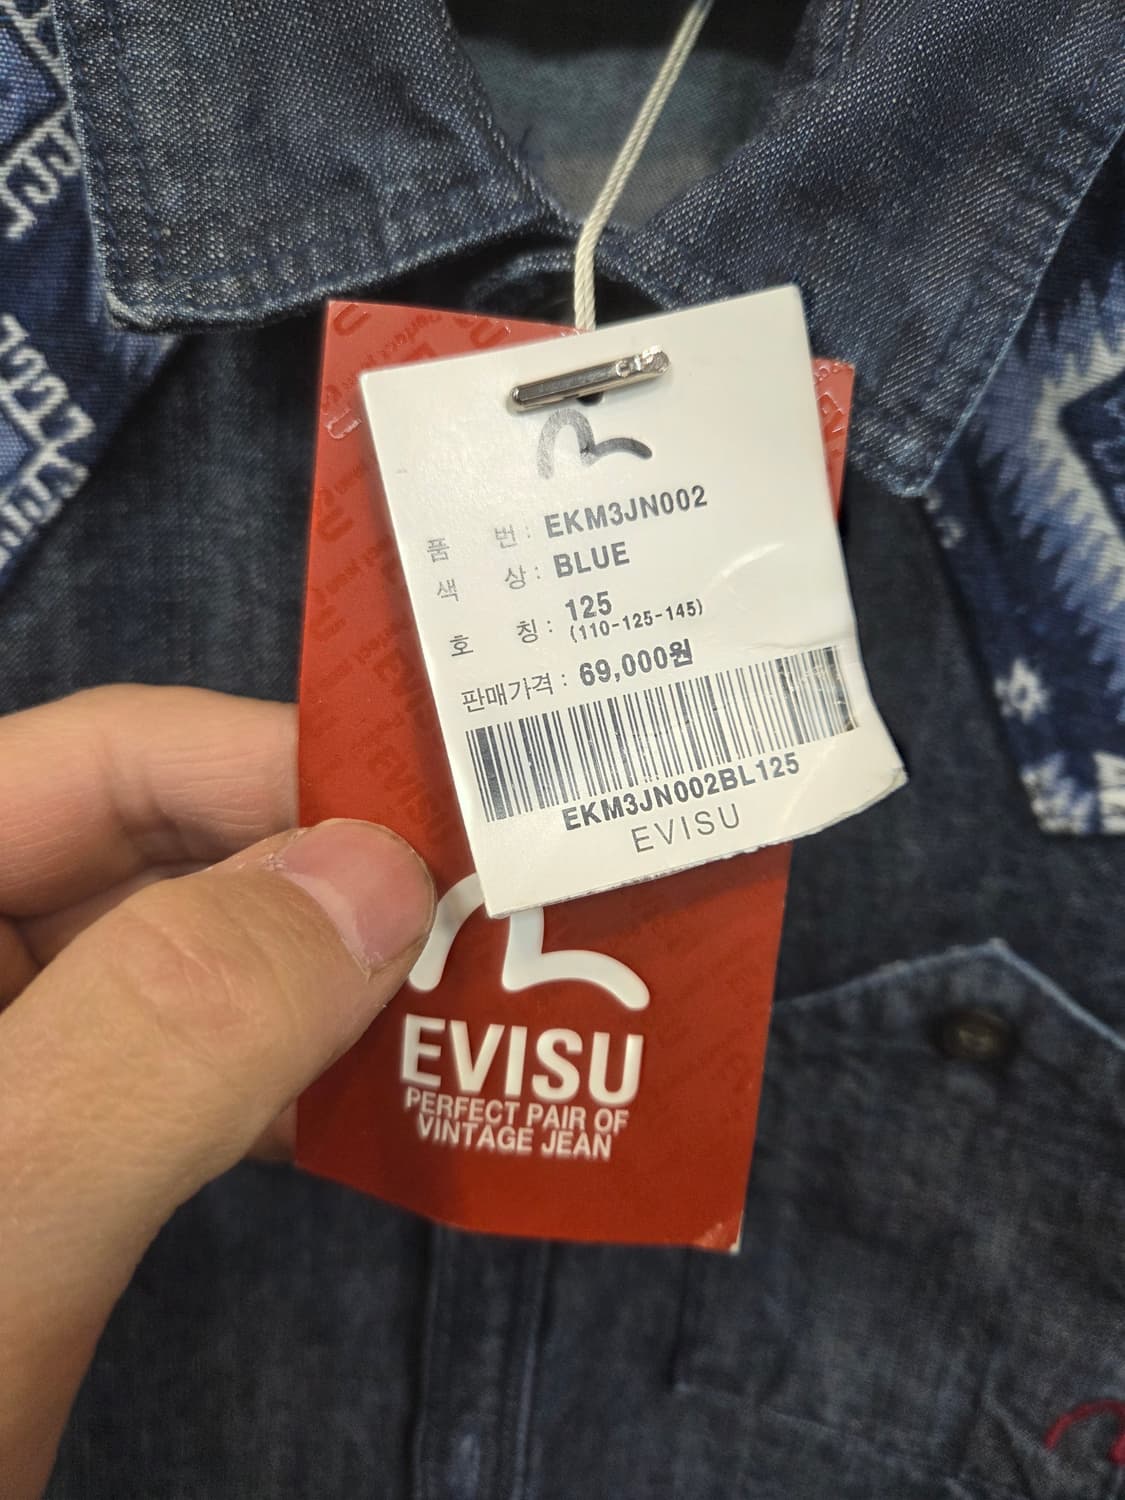 품 번 : EKM3JN002
색 상 : BLUE
호 칭 : 125
(110-125-145)
판매가격 : 69,000원
EKM3JN002BL125
EVISU
EVISU
PERFECT PAIR OF
VINTAGE JEAN